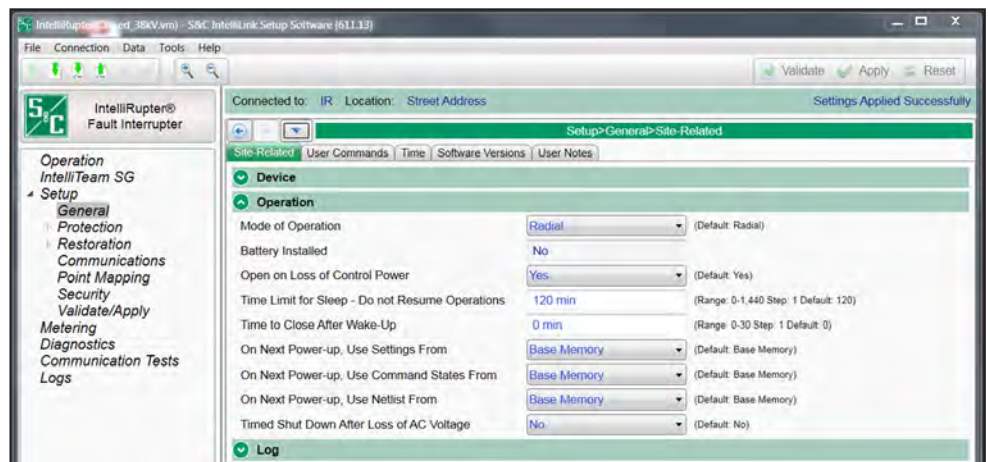 ed_38kV.vm) - S&C IntelliLink Setup Software (611.13)
File Connection Data Tools Help
Validate Apply Reset
S&C IntelliRupter®
Fault Interrupter
Connected to: IR Location: Street Address Settings Applied Successfully
Setup>General>Site-Related
Site-Related User Commands Time Software Versions User Notes
Operation
IntelliTeam SG
Setup
General
Protection
Restoration
Communications
Point Mapping
Security
Validate/Apply
Metering
Diagnostics
Communication Tests
Logs
Device
Operation
Mode of Operation Radial (Default: Radial)
Battery Installed No
Open on Loss of Control Power Yes (Default: Yes)
Time Limit for Sleep - Do not Resume Operations 120 min (Range: 0-1,440 Step: 1 Default: 120)
Time to Close After Wake-Up 0 min (Range: 0-30 Step: 1 Default: 0)
On Next Power-up, Use Settings From Base Memory (Default: Base Memory)
On Next Power-up, Use Command States From Base Memory (Default: Base Memory)
On Next Power-up, Use Netlist From Base Memory (Default: Base Memory)
Timed Shut Down After Loss of AC Voltage No (Default: No)
Log